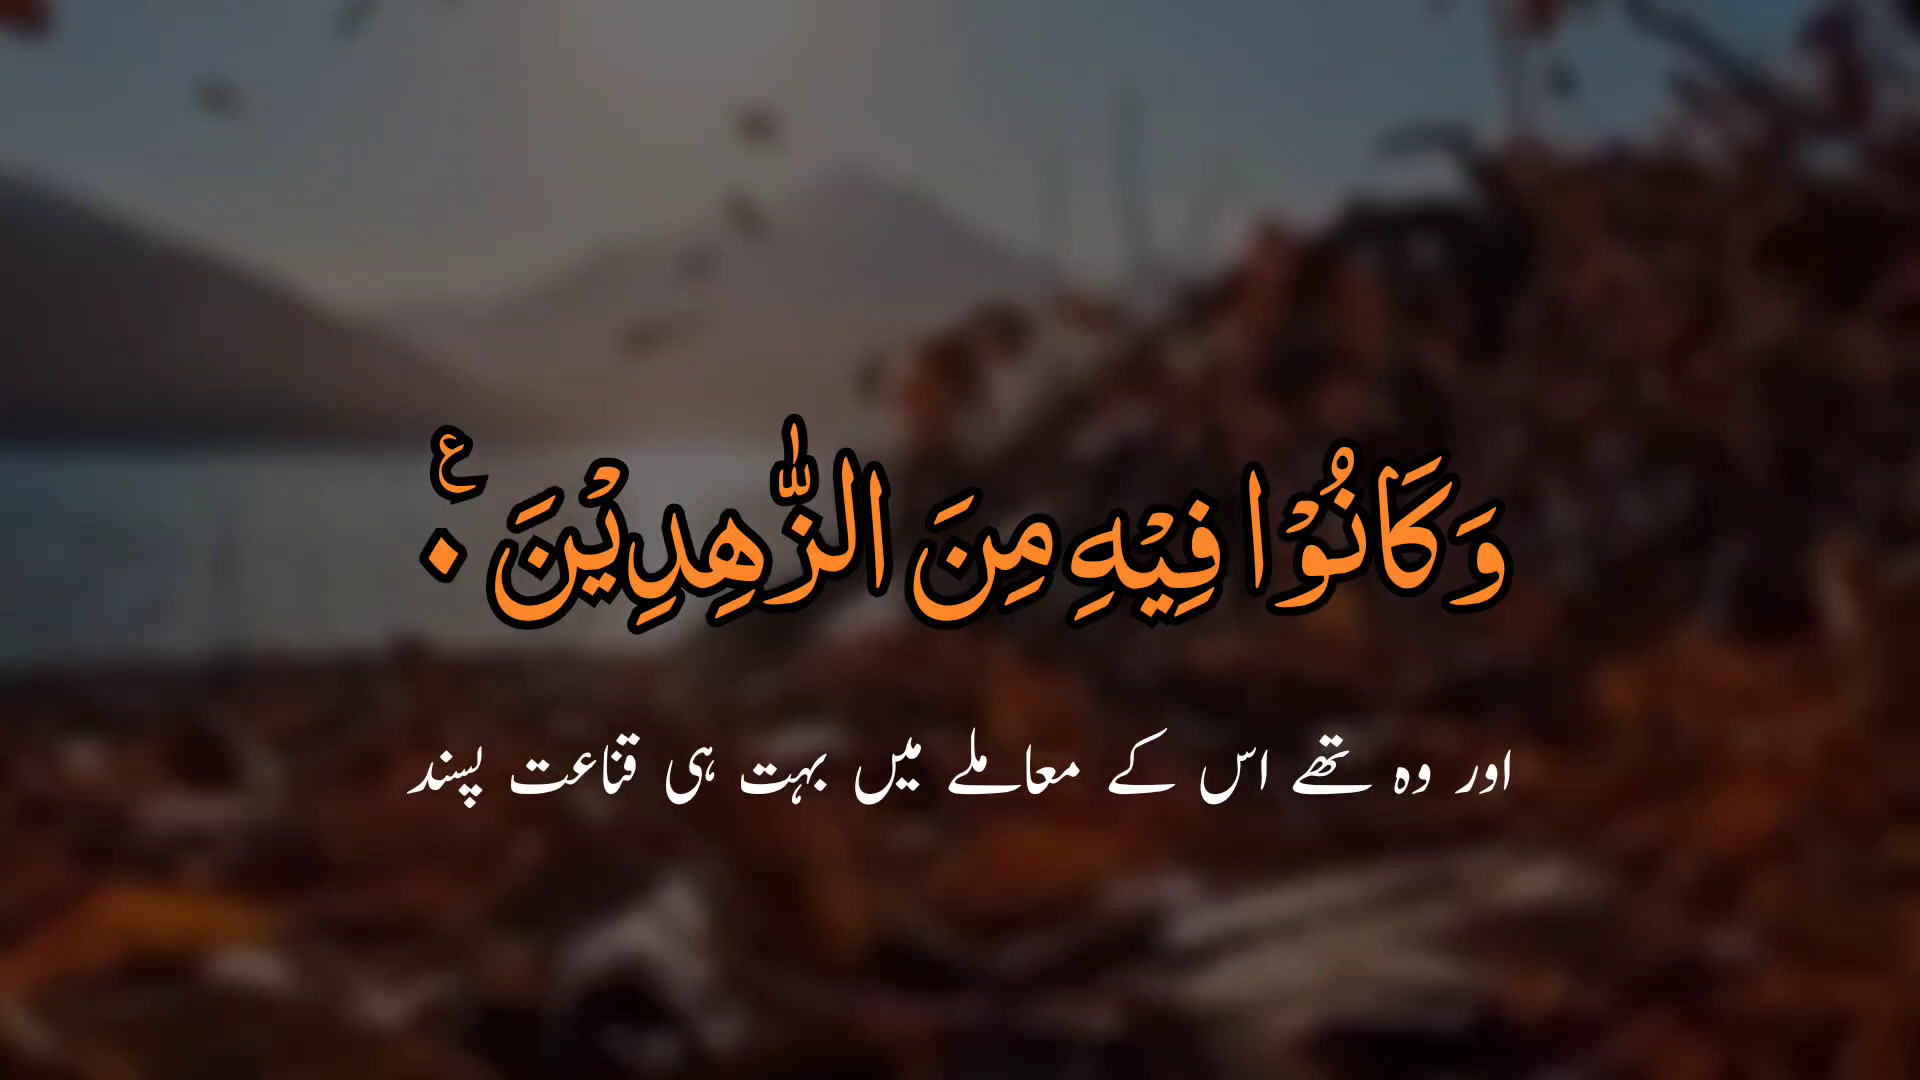 وَكَانُوْا فِيْهِ مِنَ الزّٰهِدِيْنَ ۠
اور وہ تھے اس کے معاملے میں بہت ہی قناعت پسند